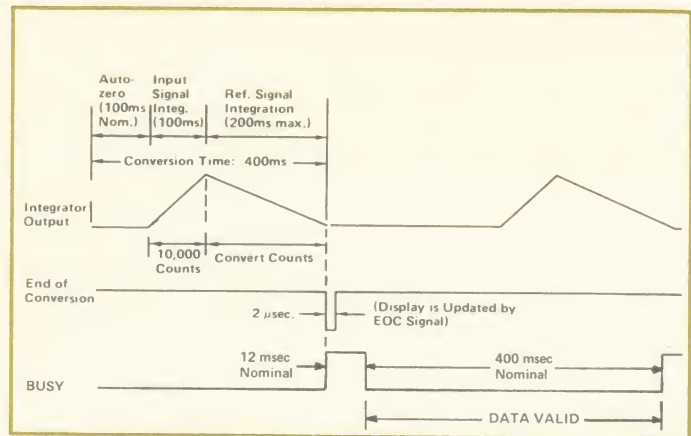 Auto-
zero
(100ms
Nom.)
Input
Signal
Integ.
(100ms)
Ref. Signal
Integration
(200ms max.)
Conversion Time: 400ms
Integrator
Output
10,000
Counts
Convert Counts
End of
Conversion
2 μsec.
(Display is Updated by
EOC Signal)
12 msec
Nominal
400 msec
Nominal
BUSY
DATA VALID